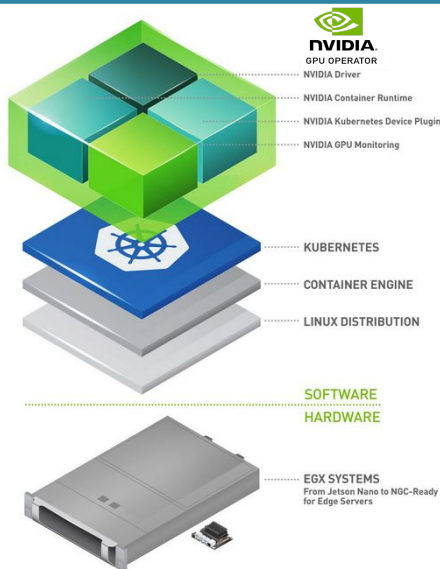 NVIDIA.
GPU OPERATOR
NVIDIA Driver
NVIDIA Container Runtime
NVIDIA Kubernetes Device Plugin
NVIDIA GPU Monitoring
KUBERNETES
CONTAINER ENGINE
LINUX DISTRIBUTION
SOFTWARE
HARDWARE
EGX SYSTEMS
From Jetson Nano to NGC-Ready
for Edge Servers